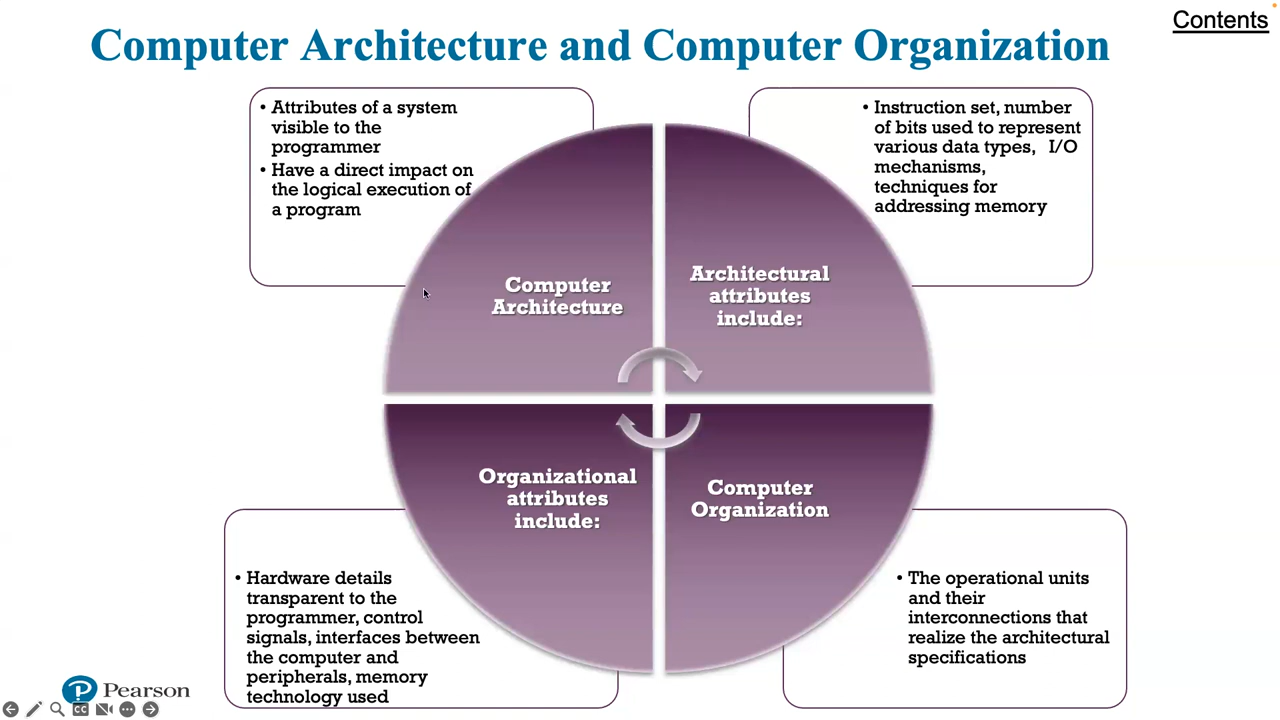 Contents
Computer Architecture and Computer Organization
• Attributes of a system
visible to the
programmer
• Have a direct impact on
the logical execution of
a program
• Instruction set, number
of bits used to represent
various data types, I/O
mechanisms,
techniques for
addressing memory
Computer
Architecture
Architectural
attributes
include:
Organizational
attributes
include:
Computer
Organization
• Hardware details
transparent to the
programmer, control
signals, interfaces between
the computer and
peripherals, memory
technology used
• The operational units
and their
interconnections that
realize the architectural
specifications
P Pearson
CC